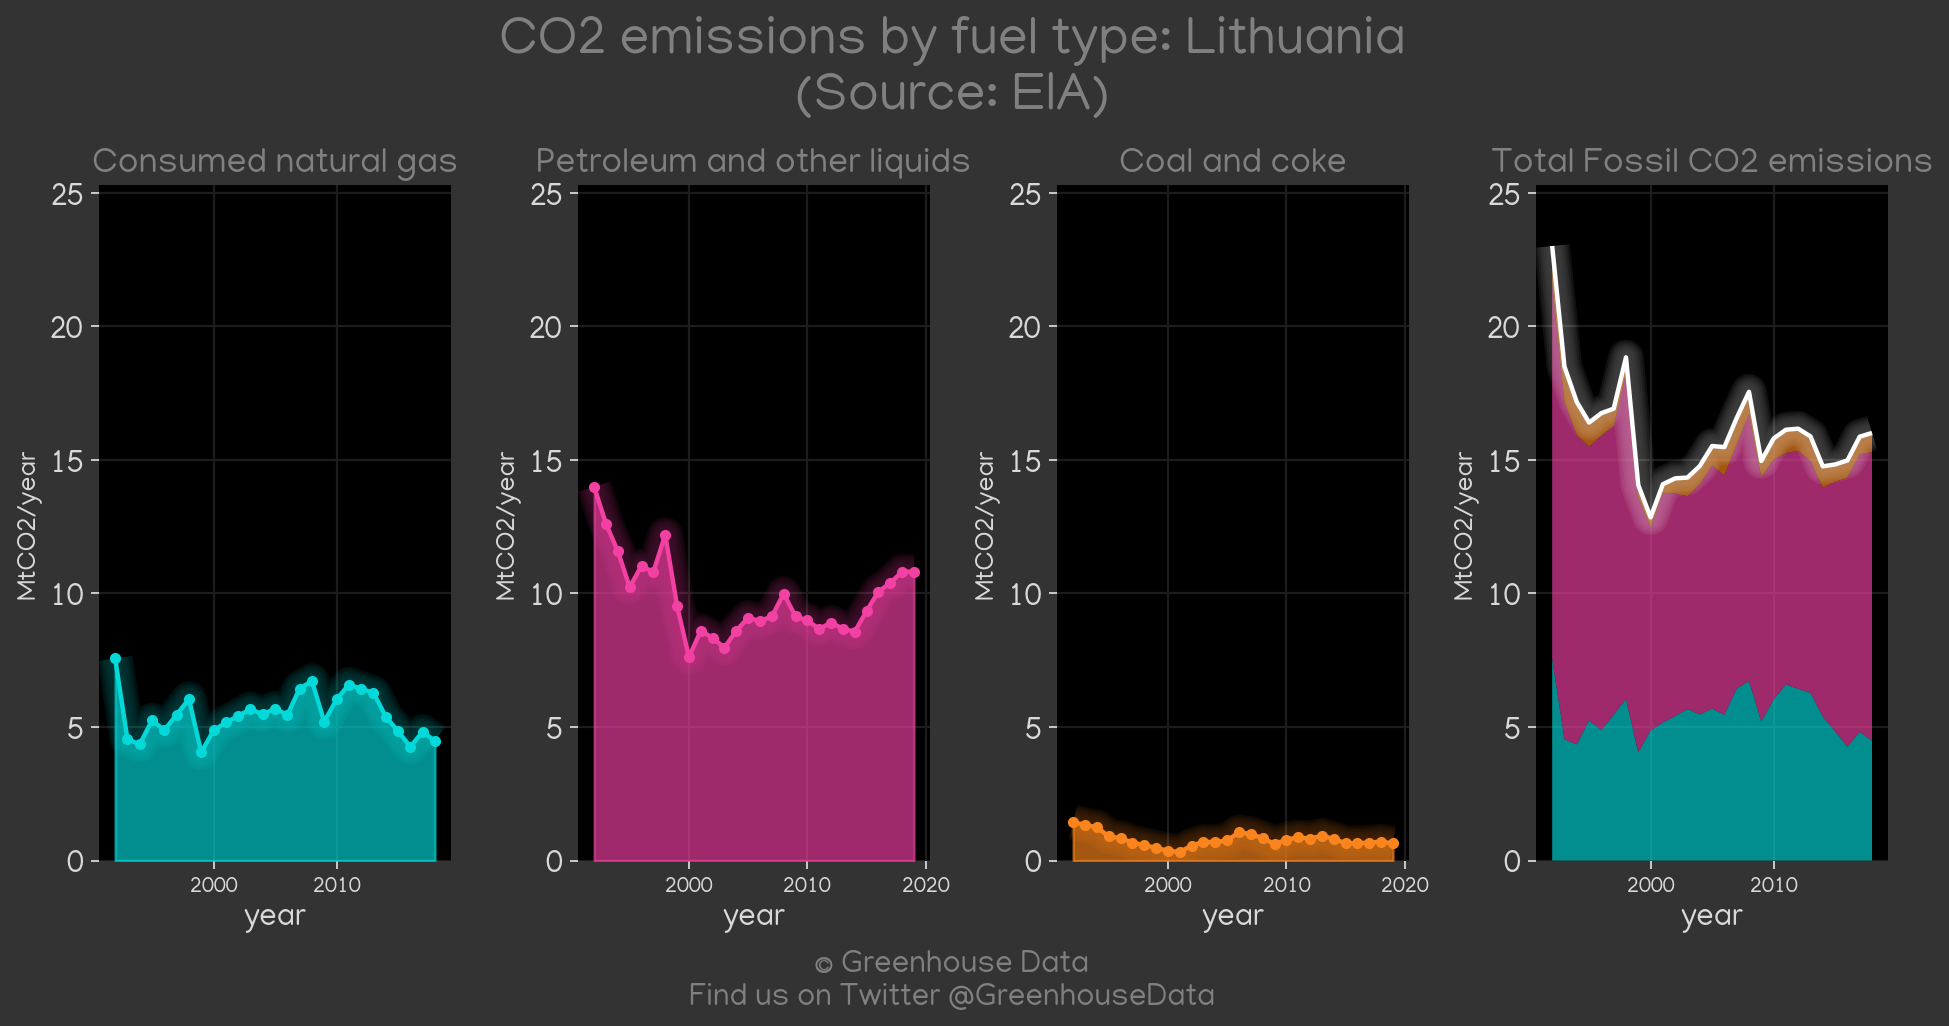 CO2 emissions by fuel type: Lithuania
(Source: EIA)
Consumed natural gas
25
20
15
10
5
0
MtCO2/year
2000 2010
year
Petroleum and other liquids
25
20
15
10
5
0
MtCO2/year
2000 2010 2020
year
Coal and coke
25
20
15
10
5
0
MtCO2/year
2000 2010 2020
year
Total Fossil CO2 emissions
25
20
15
10
5
0
MtCO2/year
2000 2010
year
© Greenhouse Data
Find us on Twitter @GreenhouseData